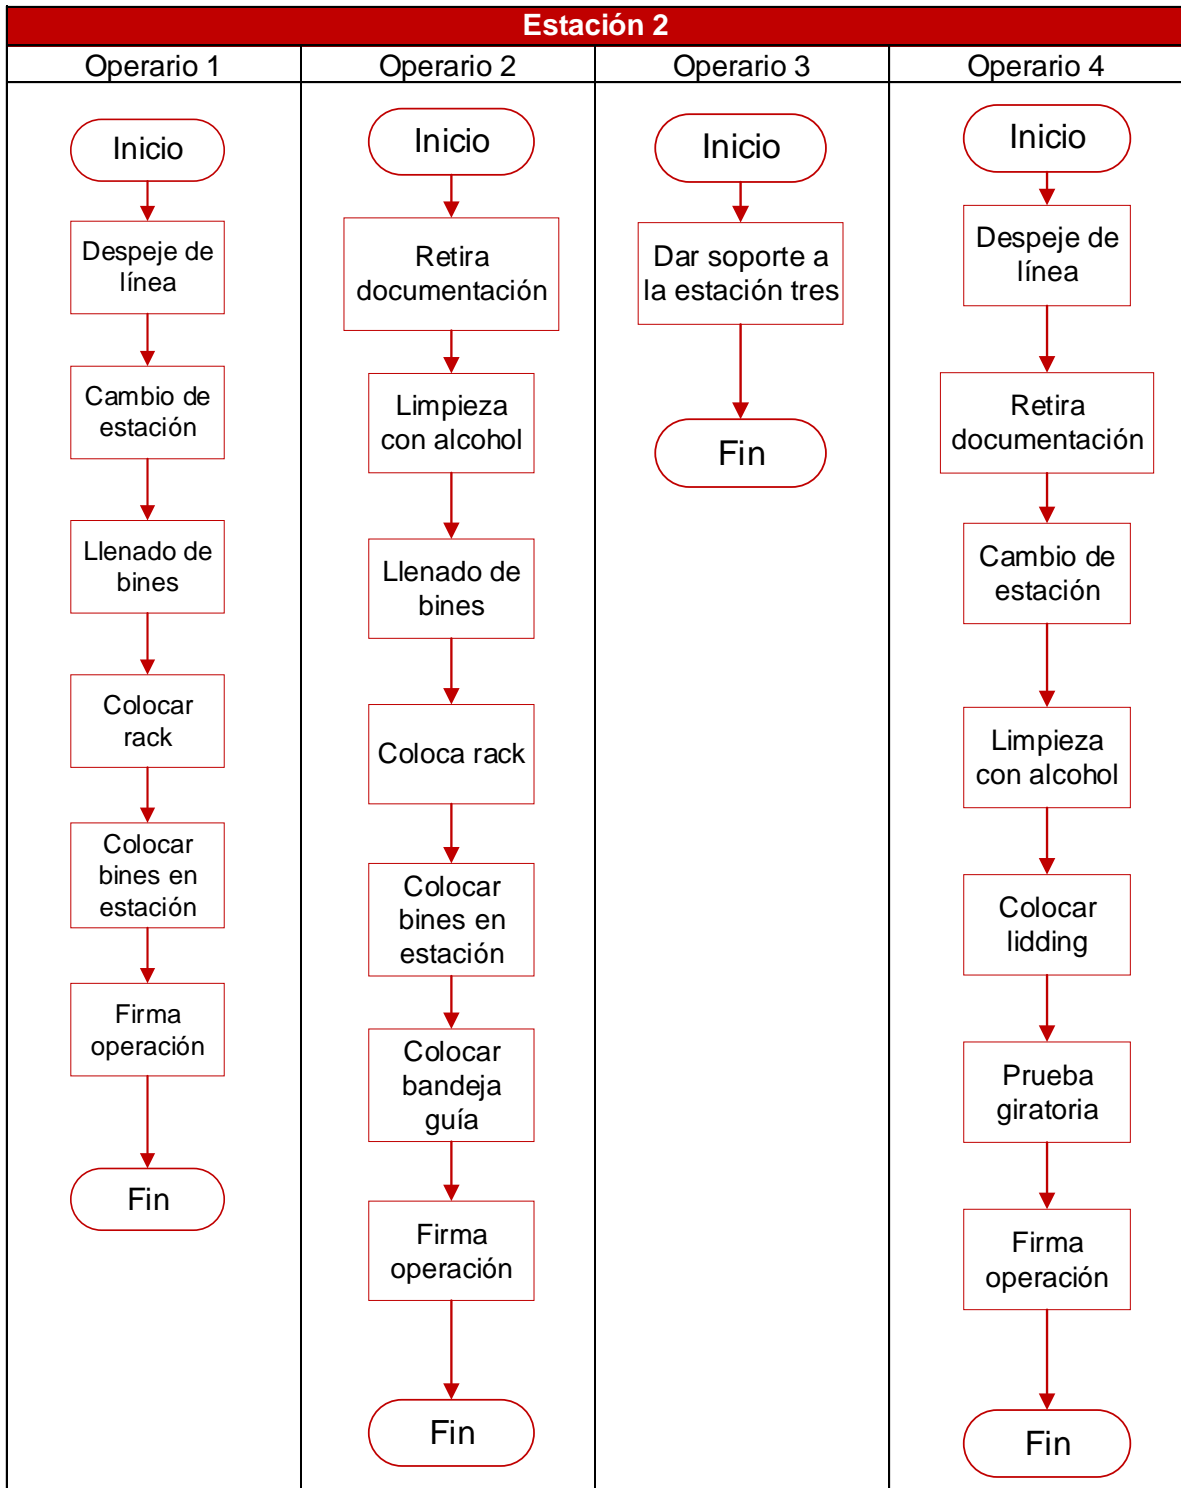 Estación 2
Operario 1
Operario 2
Operario 3
Operario 4
Inicio
Despeje de
línea
Cambio de
estación
Llenado de
bines
Colocar
rack
Colocar
bines en
estación
Firma
operación
Fin
Inicio
Retira
documentación
Limpieza
con alcohol
Llenado de
bines
Coloca rack
Colocar
bines en
estación
Colocar
bandeja
guía
Firma
operación
Fin
Inicio
Dar soporte a
la estación tres
Fin
Inicio
Despeje de
línea
Retira
documentación
Cambio de
estación
Limpieza
con alcohol
Colocar
lidding
Prueba
giratoria
Firma
operación
Fin